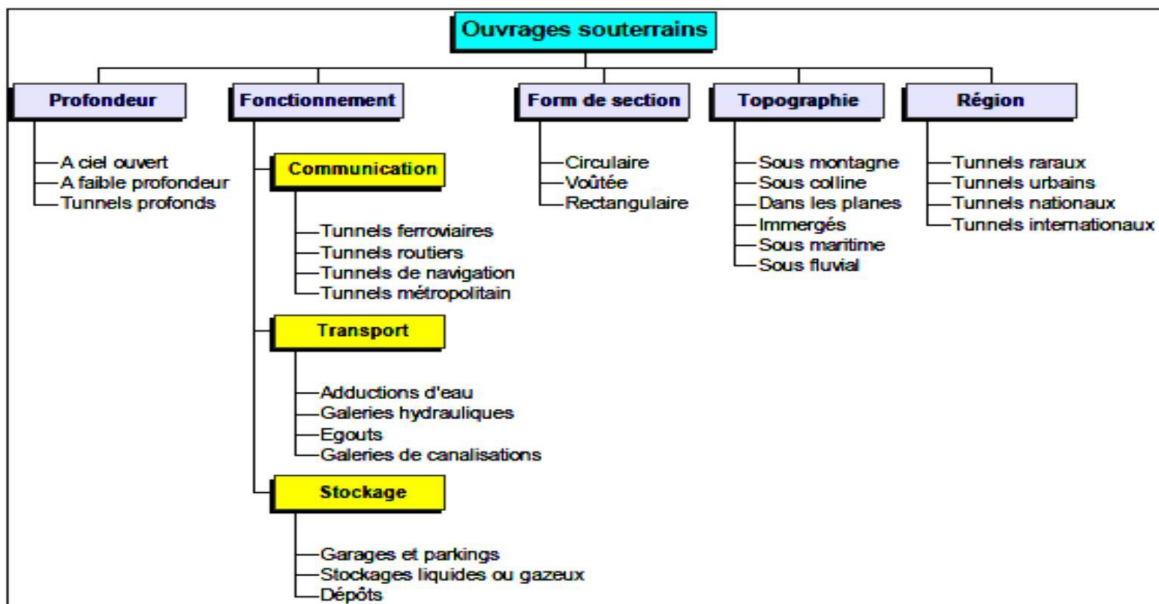 Ouvrages souterrains
Profondeur
A ciel ouvert
A faible profondeur
Tunnels profonds
Fonctionnement
Communication
Tunnels ferroviaires
Tunnels routiers
Tunnels de navigation
Tunnels métropolitain
Transport
Adductions d'eau
Galeries hydrauliques
Egouts
Galeries de canalisations
Stockage
Garages et parkings
Stockages liquides ou gazeux
Dépôts
Form de section
Circulaire
Voûtée
Rectangulaire
Topographie
Sous montagne
Sous colline
Dans les planes
Immergés
Sous maritime
Sous fluvial
Région
Tunnels raraux
Tunnels urbains
Tunnels nationaux
Tunnels internationaux